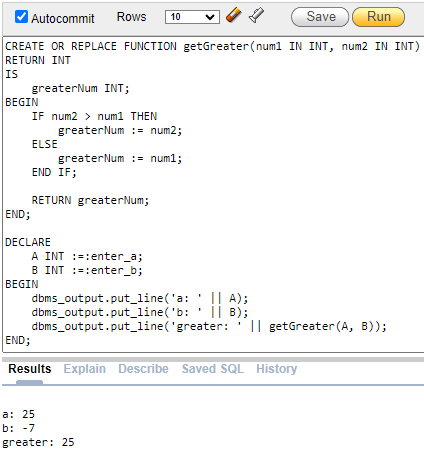 Autocommit Rows 10 Save Run
CREATE OR REPLACE FUNCTION getGreater(num1 IN INT, num2 IN INT)
RETURN INT
IS
    greaterNum INT;
BEGIN
    IF num2 > num1 THEN
        greaterNum := num2;
    ELSE
        greaterNum := num1;
    END IF;

    RETURN greaterNum;
END;

DECLARE
    A INT :=:enter_a;
    B INT :=:enter_b;
BEGIN
    dbms_output.put_line('a: ' || A);
    dbms_output.put_line('b: ' || B);
    dbms_output.put_line('greater: ' || getGreater(A, B));
END;
Results Explain Describe Saved SQL History
a: 25
b: -7
greater: 25